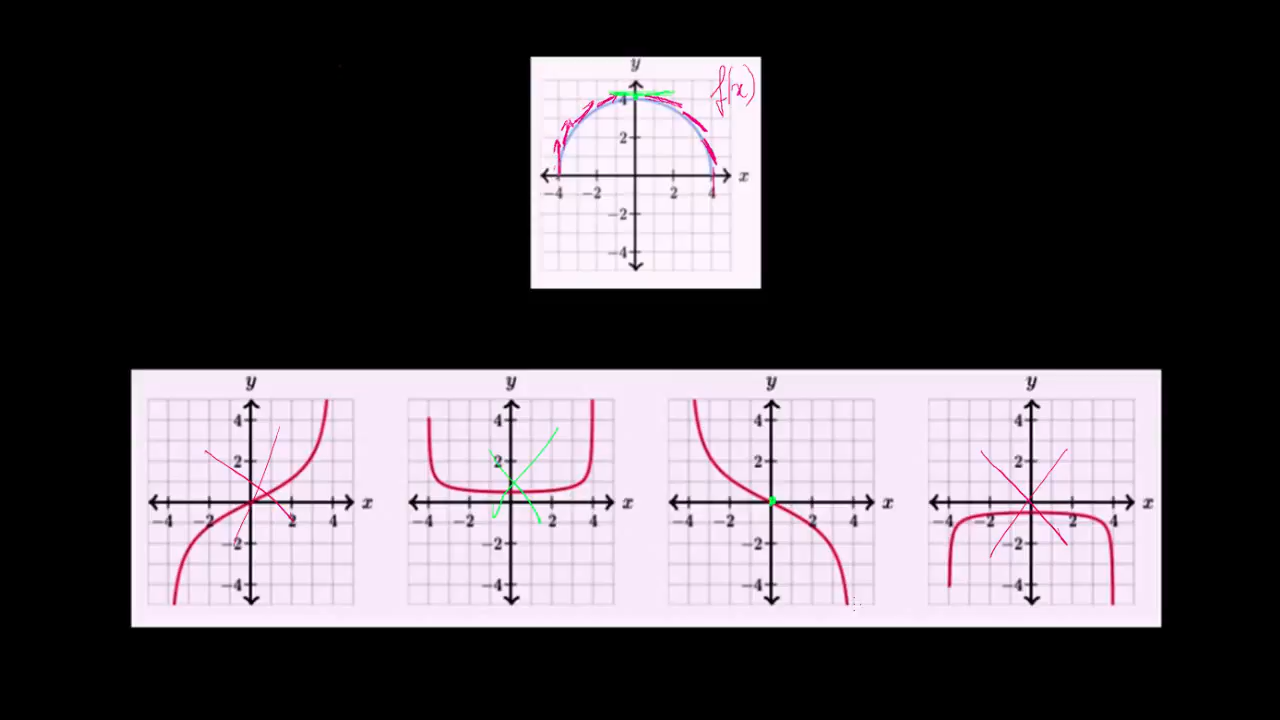 y
f(x)
4
2
x
−4 −2 2 4
−2
−4
y y y y
4 4 4 4
2 2 2 2
x x x x
−4 −2 2 4 −4 −2 2 4 −4 −2 2 4 −4 −2 2 4
−2 −2 −2 −2
−4 −4 −4 −4